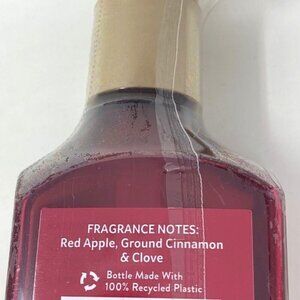 FRAGRANCE NOTES:
Red Apple, Ground Cinnamon
& Clove
Bottle Made With
100% Recycled Plastic